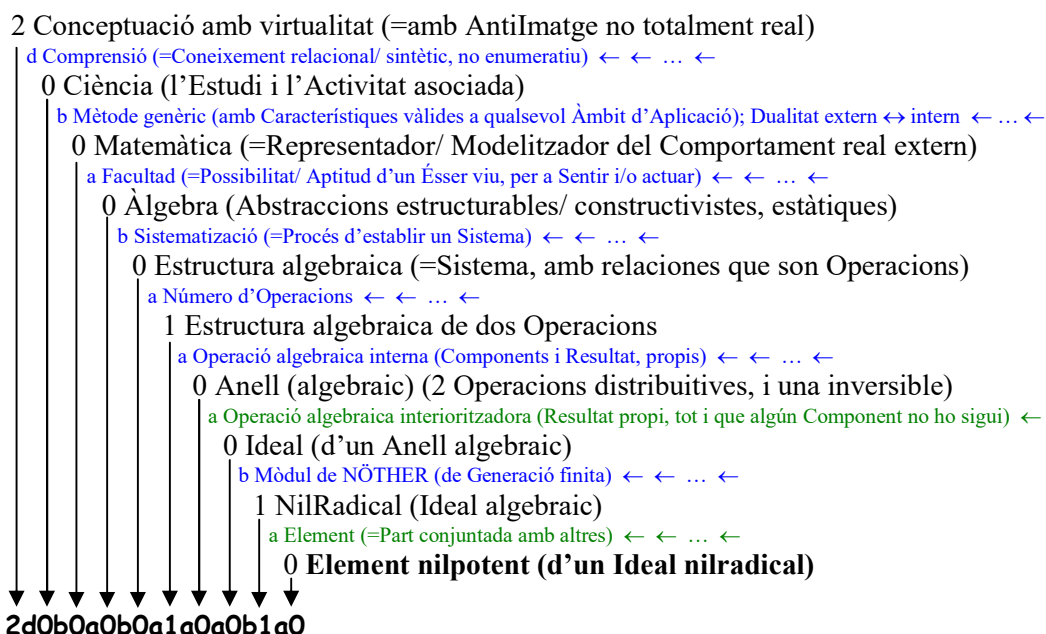 2 Conceptuació amb virtualitat (=amb AntiImatge no totalment real)
d Comprensió (=Coneixement relacional/ sintètic, no enumeratiu) ← ← … ←
0 Ciència (l’Estudi i l’Activitat asociada)
b Mètode genèric (amb Característiques vàlides a qualsevol Àmbit d’Aplicació); Dualitat extern ↔ intern ← … ←
0 Matemàtica (=Representador/ Modelitzador del Comportament real extern)
a Facultad (=Possibilitat/ Aptitud d’un Ésser viu, per a Sentir i/o actuar) ← ← … ←
0 Àlgebra (Abstraccions estructurables/ constructivistes, estàtiques)
b Sistematizació (=Procés d’establir un Sistema) ← ← … ←
0 Estructura algebraica (=Sistema, amb relaciones que son Operacions)
a Número d’Operacions ← ← … ←
1 Estructura algebraica de dos Operacions
a Operació algebraica interna (Components i Resultat, propis) ← ← … ←
0 Anell (algebraic) (2 Operacions distributives, i una inversible)
a Operació algebraica interioritzadora (Resultat propi, tot i que algún Component no ho sigui) ←
0 Ideal (d’un Anell algebraic)
b Mòdul de NÖTHER (de Generació finita) ← ← … ←
1 NilRadical (Ideal algebraic)
a Element (=Part conjuntada amb altres) ← ← … ←
0 Element nilpotent (d’un Ideal nilradical)
2d0b0a0b0a1a0a0b1a0